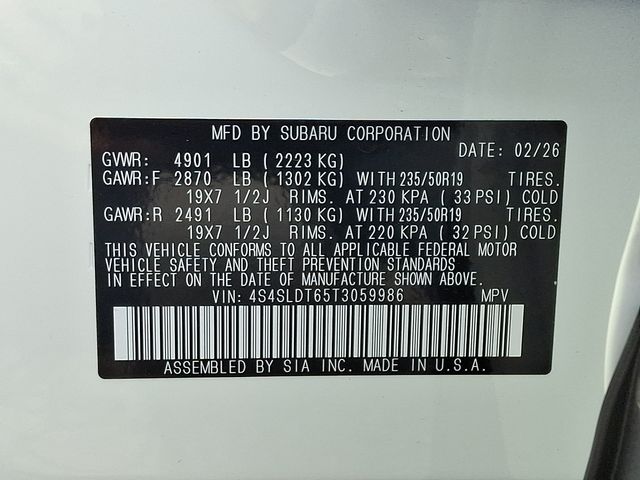 MFD BY SUBARU CORPORATION
DATE: 02/26
GVWR: 4901 LB (2223 KG)
GAWR:F 2870 LB (1302 KG) WITH 235/50R19 TIRES.
19X7 1/2J RIMS. AT 230 KPA (33 PSI) COLD
GAWR:R 2491 LB (1130 KG) WITH 235/50R19 TIRES.
19X7 1/2J RIMS. AT 220 KPA (32 PSI) COLD
THIS VEHICLE CONFORMS TO ALL APPLICABLE FEDERAL MOTOR
VEHICLE SAFETY AND THEFT PREVENTION STANDARDS
IN EFFECT ON THE DATE OF MANUFACTURE SHOWN ABOVE.
VIN: 4S4SLDT65T3059986 MPV
ASSEMBLED BY SIA INC. MADE IN U.S.A.